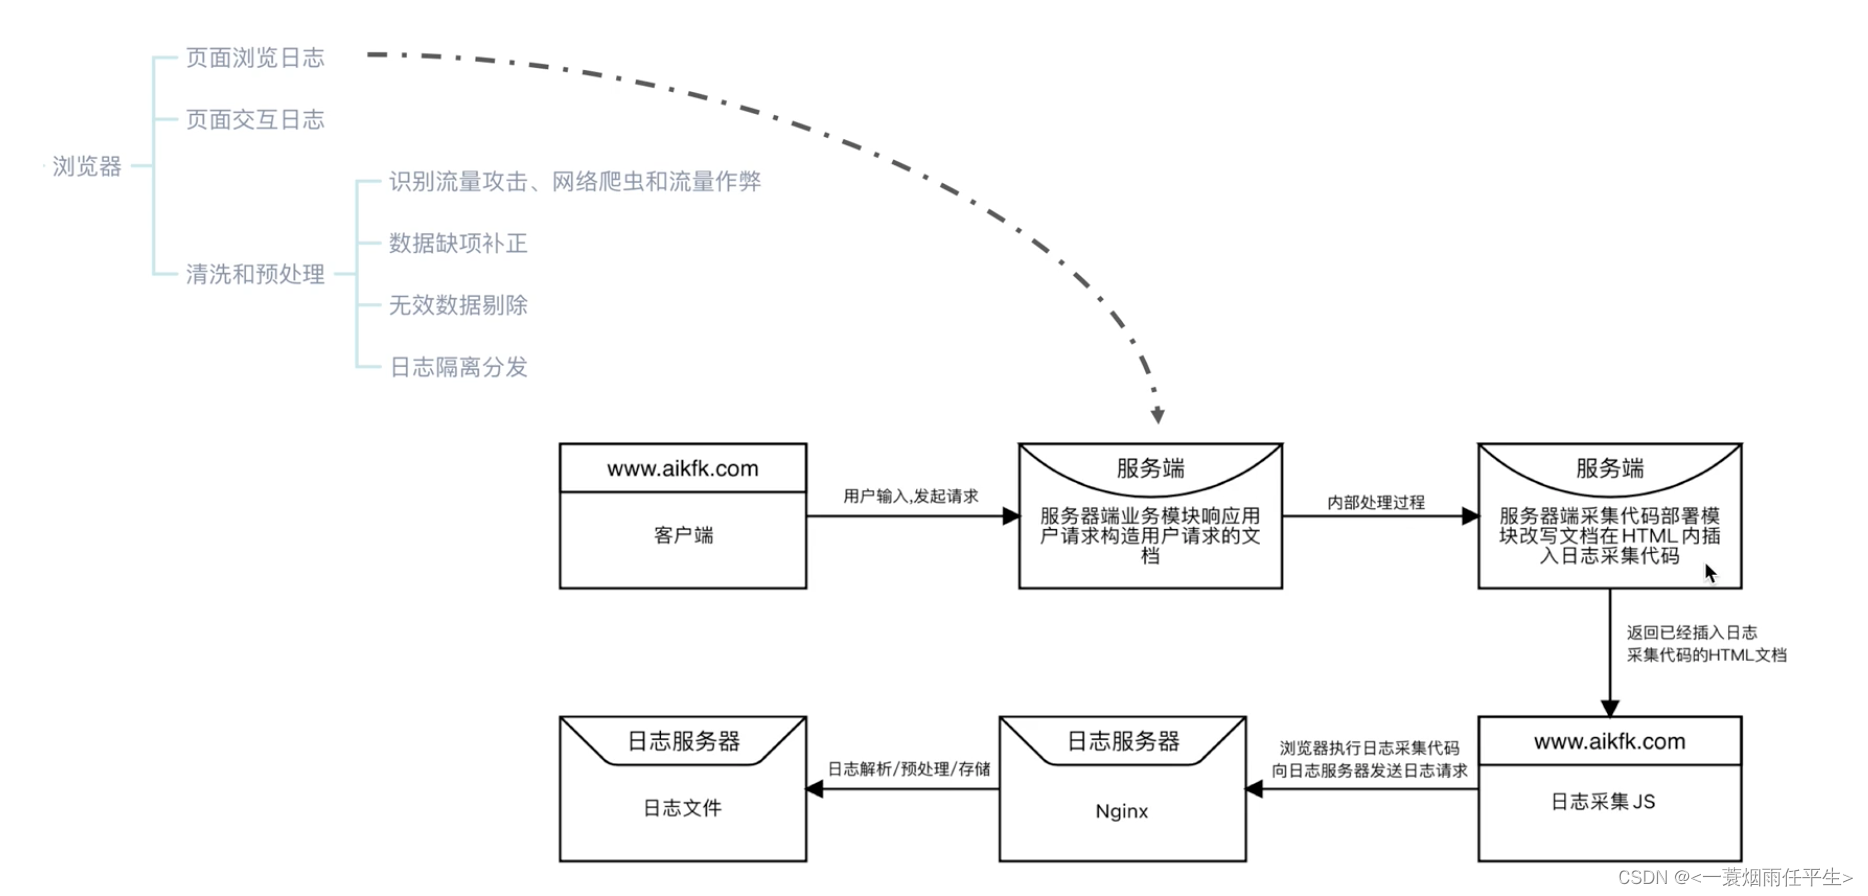 页面浏览日志
页面交互日志
浏览器
识别流量攻击、网络爬虫和流量作弊
数据缺项补正
清洗和预处理
无效数据剔除
日志隔离分发
www.aikfk.com
客户端
用户输入,发起请求
服务端
服务器端业务模块响应用
户请求构造用户请求的文
档
内部处理过程
服务端
服务器端采集代码部署模
块改写文档在HTML内插
入日志采集代码
返回已经插入日志
采集代码的HTML文档
日志服务器
日志文件
日志解析/预处理/存储
日志服务器
Nginx
浏览器执行日志采集代码
向日志服务器发送日志请求
www.aikfk.com
日志采集JS
CSDN @<一蓑烟雨任平生>